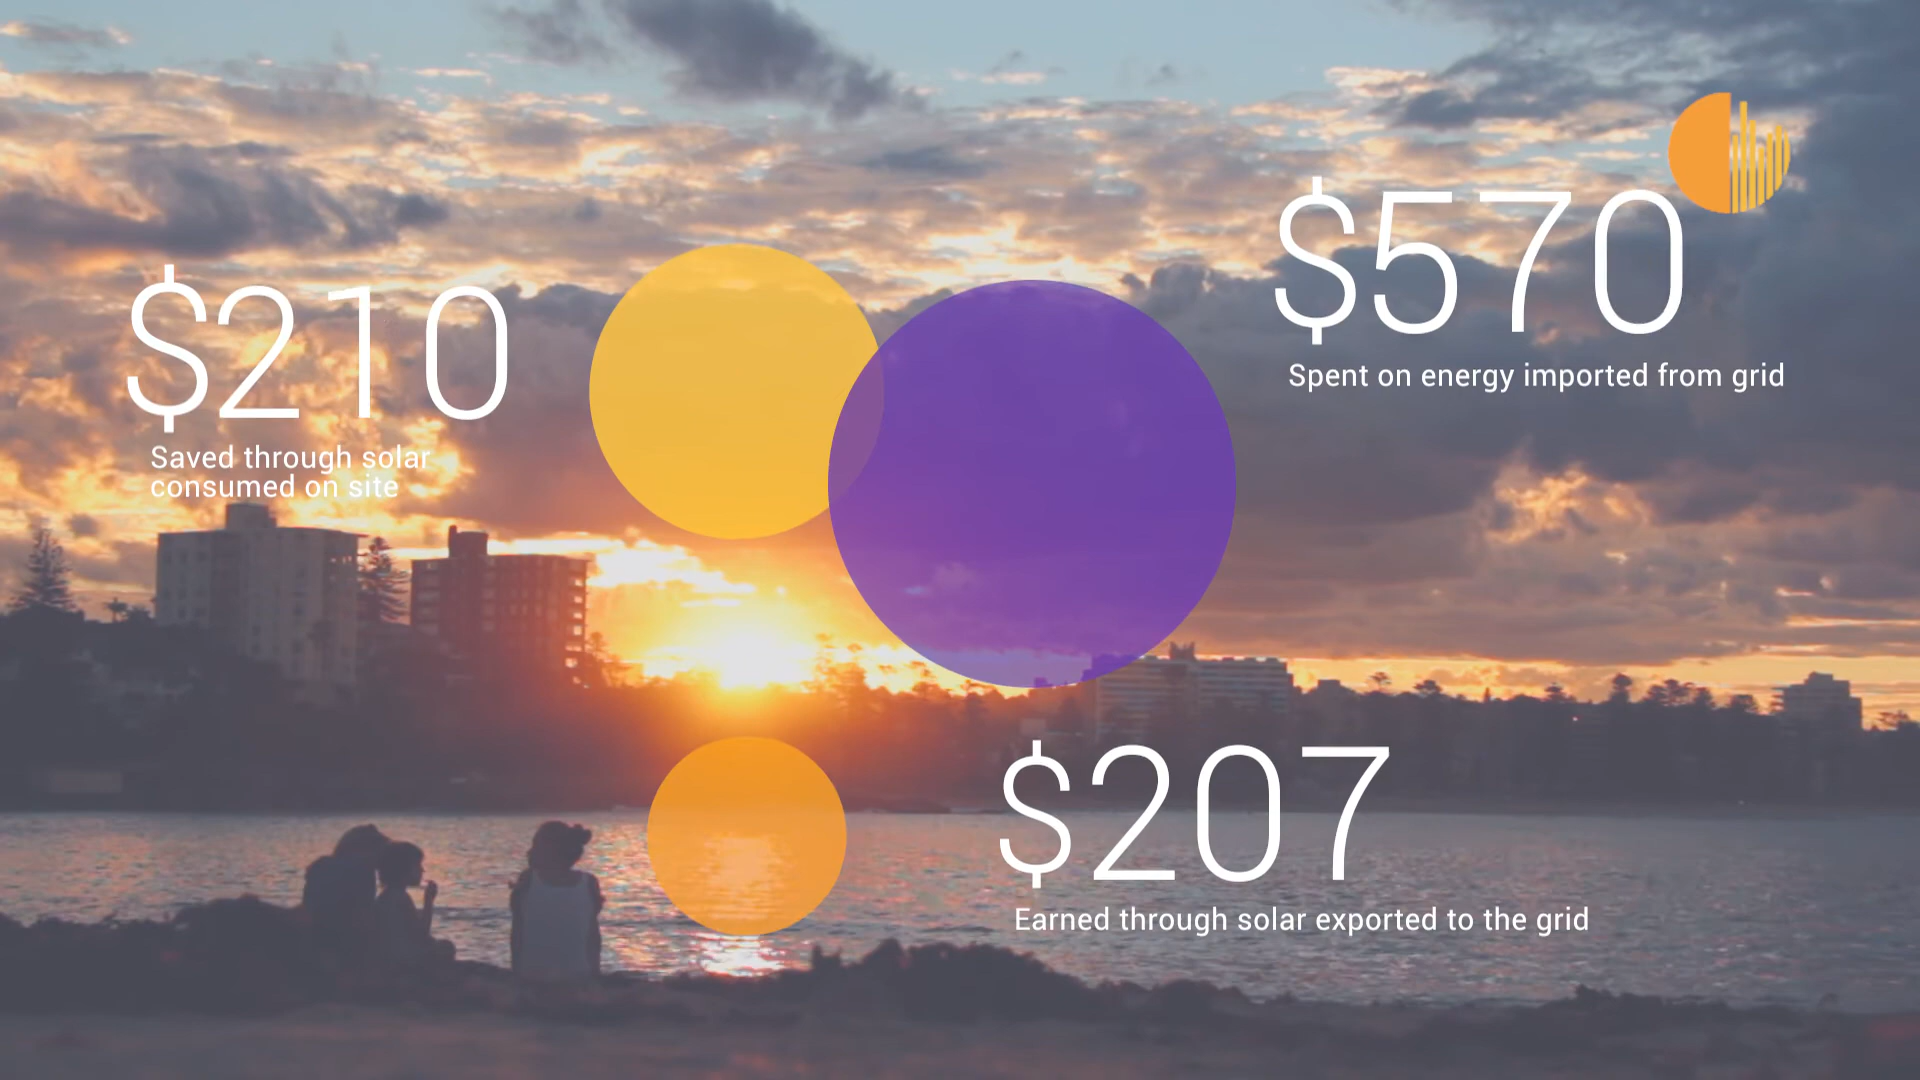 $210
Saved through solar
consumed on site
$570
Spent on energy imported from grid
$207
Earned through solar exported to the grid